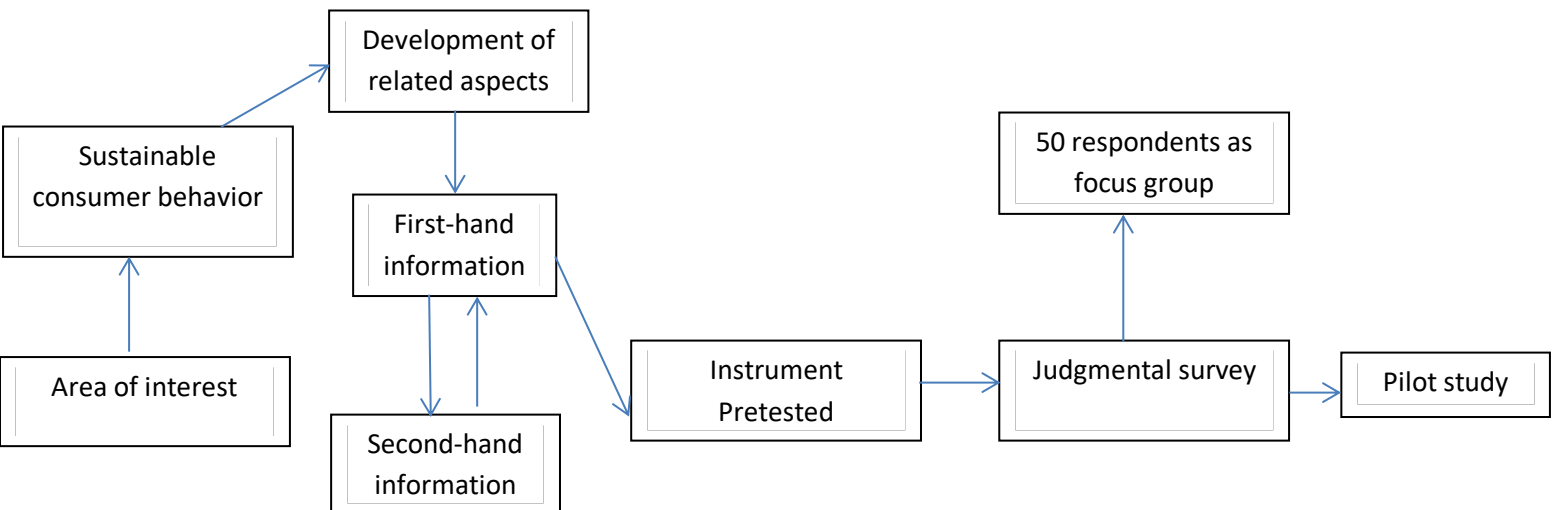 Development of
related aspects
Sustainable
consumer behavior
50 respondents as
focus group
First-hand
information
Area of interest
Instrument
Pretested
Judgmental survey
Pilot study
Second-hand
information